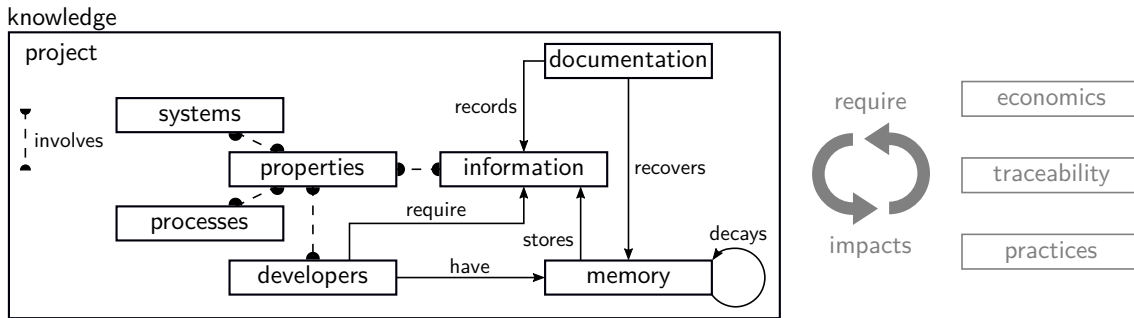 knowledge
project
documentation
records
recovers
systems
involves
properties
information
processes
require
stores
developers
have
memory
decays
require
impacts
economics
traceability
practices